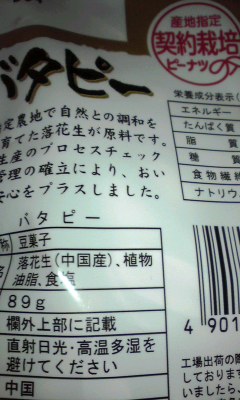 産地指定
契約栽培
ピーナツの
バタピー
定農地で自然との調和を
育てた落花生が原料です。
生産のプロセスチェック
管理の確立により、おい
安心をプラスしました。
栄養成分表示(
エネルギー
たんぱく質
脂質
糖質
食物繊維
ナトリウ
バタピー
称 豆菓子
名 落花生(中国産)、植物
油脂、食塩
89g
欄外上部に記載
直射日光・高温多湿を
避けてください
中国
4 901
工場出荷の際
しております
いましたら、